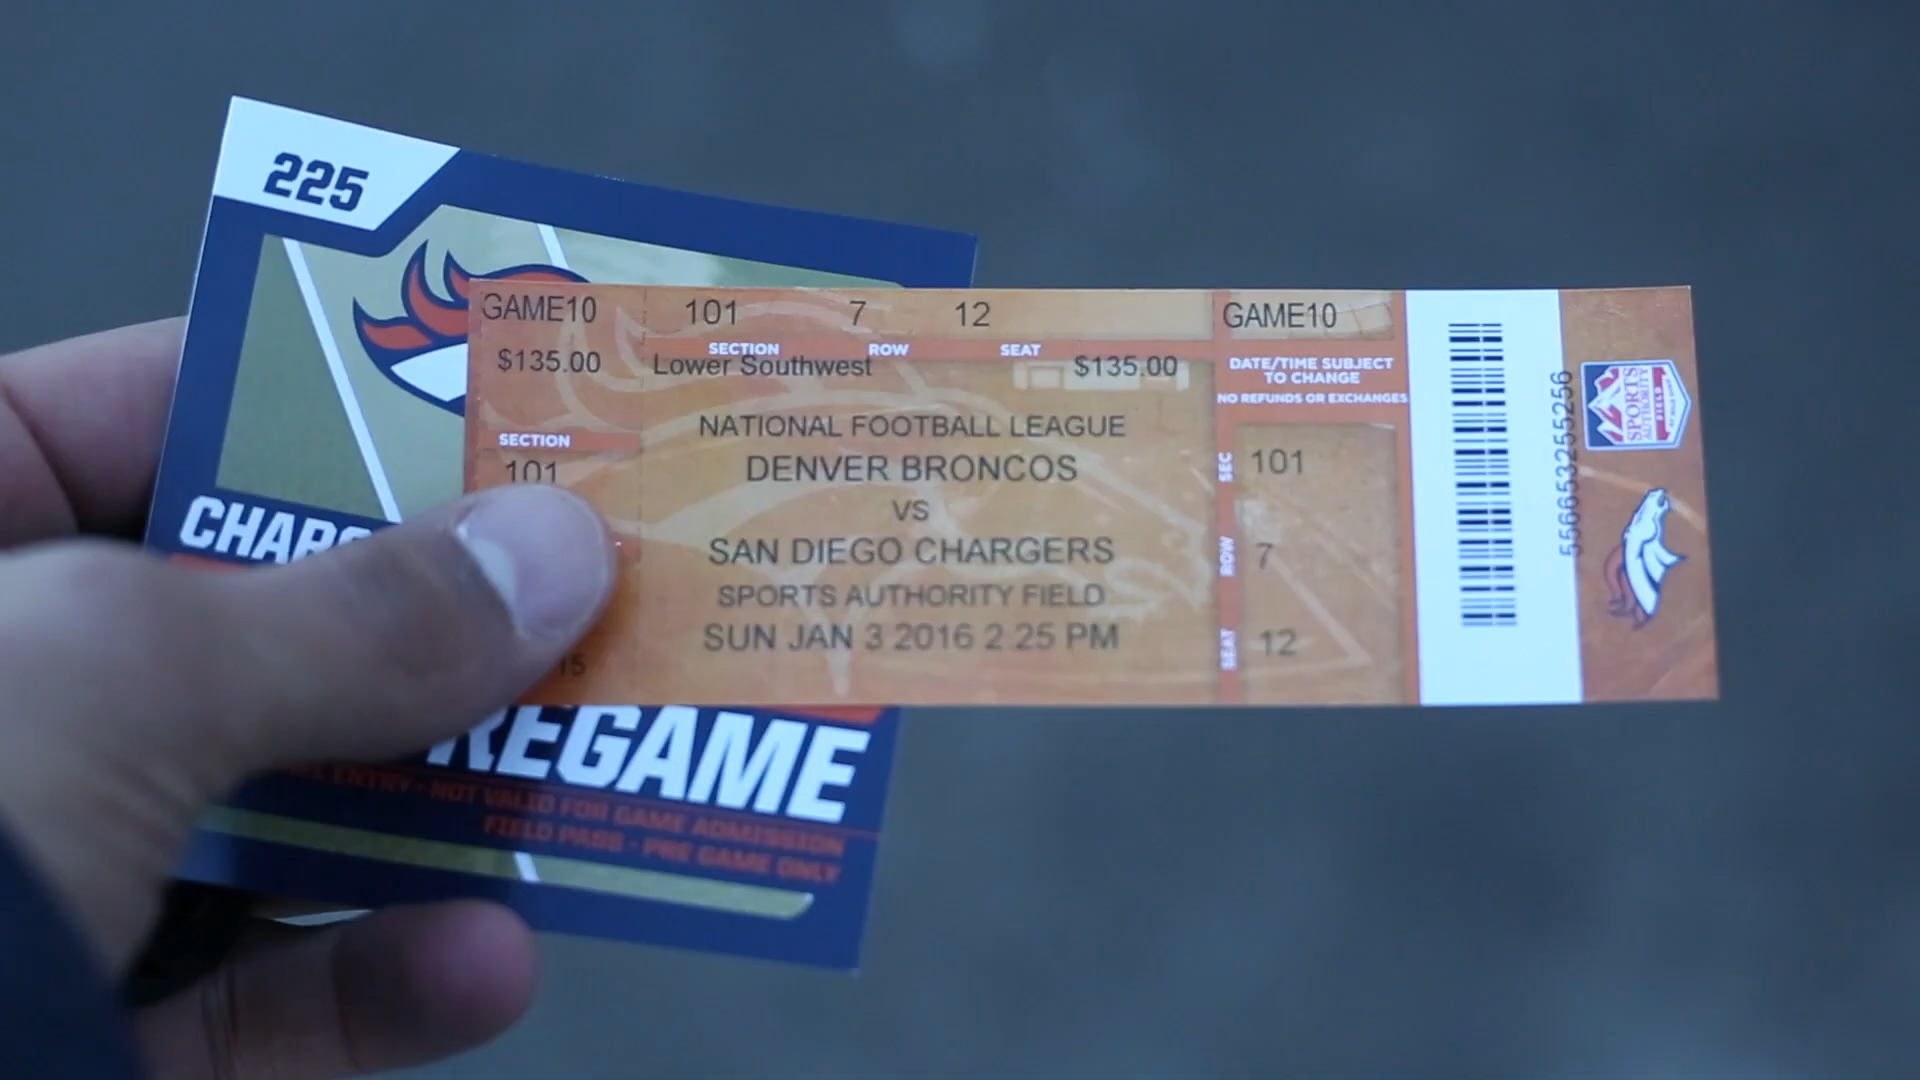 225
GAME10 101 7 12 GAME10
SECTION ROW SEAT
$135.00 Lower Southwest $135.00
DATE/TIME SUBJECT
TO CHANGE
NO REFUNDS OR EXCHANGES
NATIONAL FOOTBALL LEAGUE
DENVER BRONCOS
VS
SAN DIEGO CHARGERS
SPORTS AUTHORITY FIELD
SUN JAN 3 2016 2 25 PM
SECTION
101
15
SEC 101
ROW 7
SEAT 12
556653255256
SPORTS
AUTHORITY
FIELD
ENTRY - NOT VALID FOR GAME ADMISSION
FIELD PASS - PRE GAME ONLY